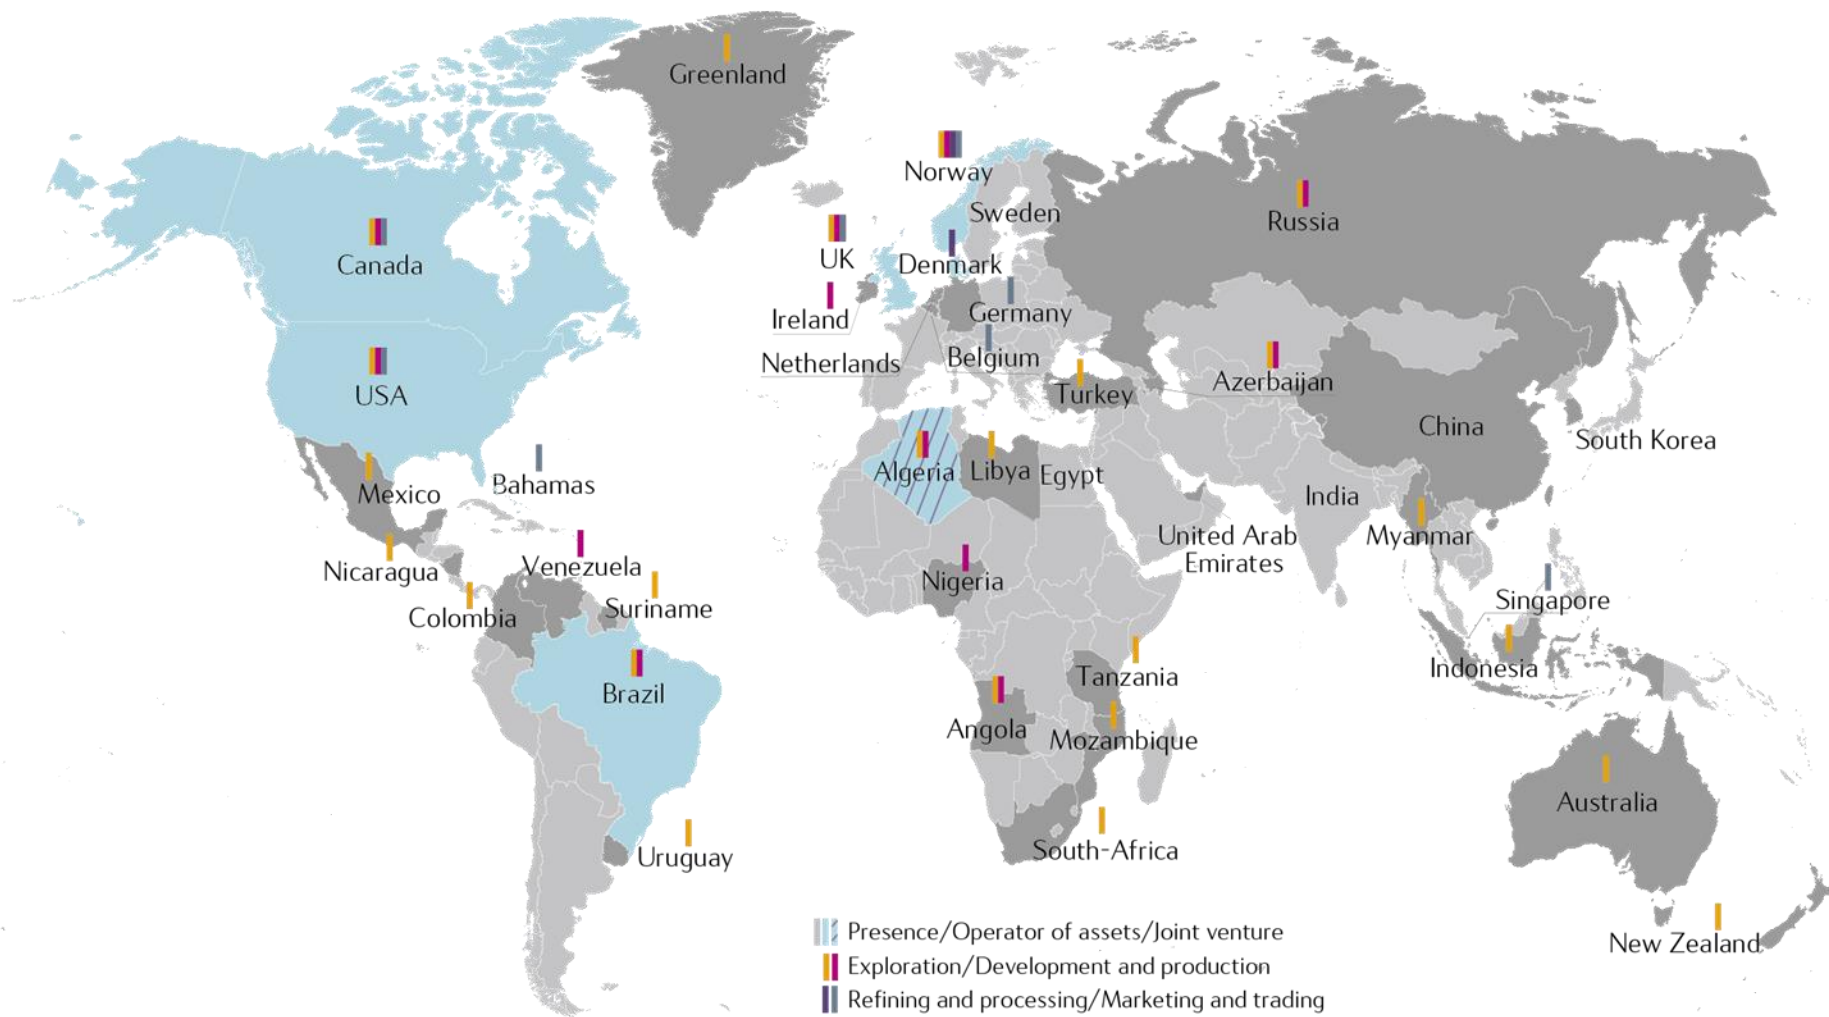 Greenland
Norway
Sweden
Russia
Canada
UK
Denmark
Ireland
Germany
Netherlands
Belgium
USA
Turkey
Azerbaijan
China
South Korea
Algeria
Libya
Egypt
Bahamas
Mexico
India
Myanmar
United Arab
Emirates
Nicaragua
Venezuela
Nigeria
Colombia
Suriname
Singapore
Indonesia
Tanzania
Brazil
Angola
Mozambique
Australia
South-Africa
Uruguay
New Zealand
Presence/Operator of assets/Joint venture
Exploration/Development and production
Refining and processing/Marketing and trading